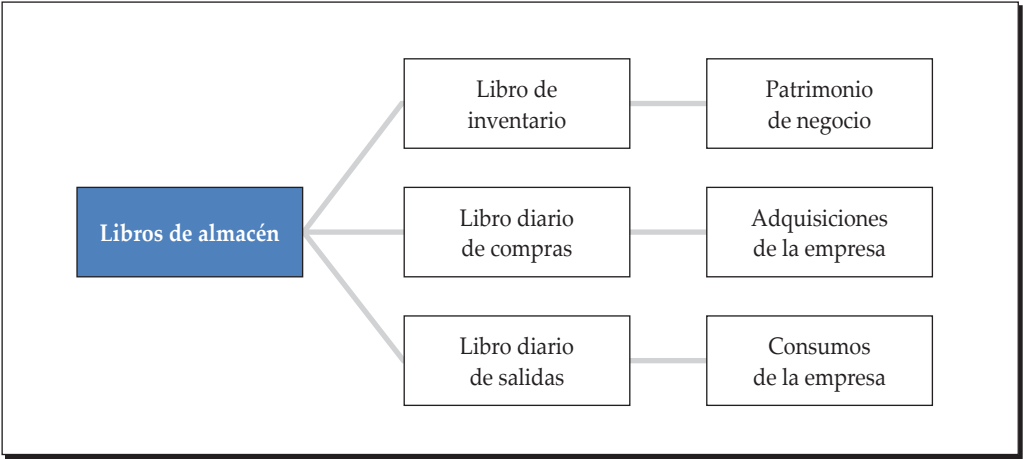 Libros de almacén
Libro de
inventario
Patrimonio
de negocio
Libro diario
de compras
Adquisiciones
de la empresa
Libro diario
de salidas
Consumos
de la empresa